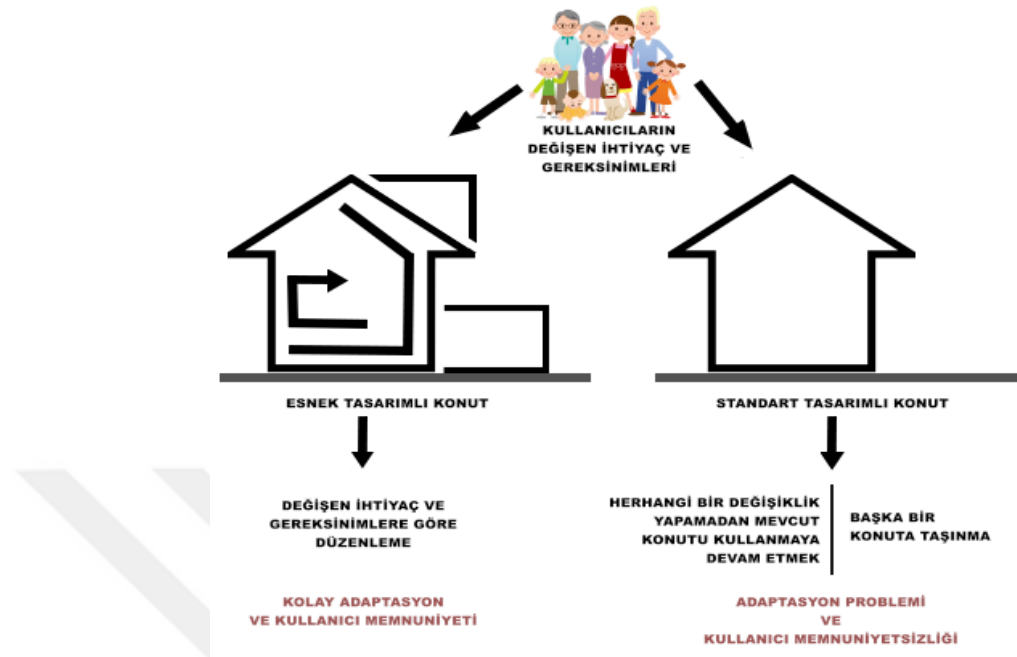 KULLANICILARIN
DEĞİŞEN İHTİYAÇ VE
GEREKSİNİMLERİ
ESNEK TASARIMLI KONUT
DEĞİŞEN İHTİYAÇ VE
GEREKSİNİMLERE GÖRE
DÜZENLEME
KOLAY ADAPTASYON
VE KULLANICI MEMNUNİYETİ
STANDART TASARIMLI KONUT
HERHANGİ BİR DEĞİŞİKLİK
YAPAMADAN MEVCUT
KONUTU KULLANMAYA
DEVAM ETMEK
BAŞKA BİR
KONUTA TAŞINMA
ADAPTASYON PROBLEMİ
VE
KULLANICI MEMNUNİYETSİZLİĞİ